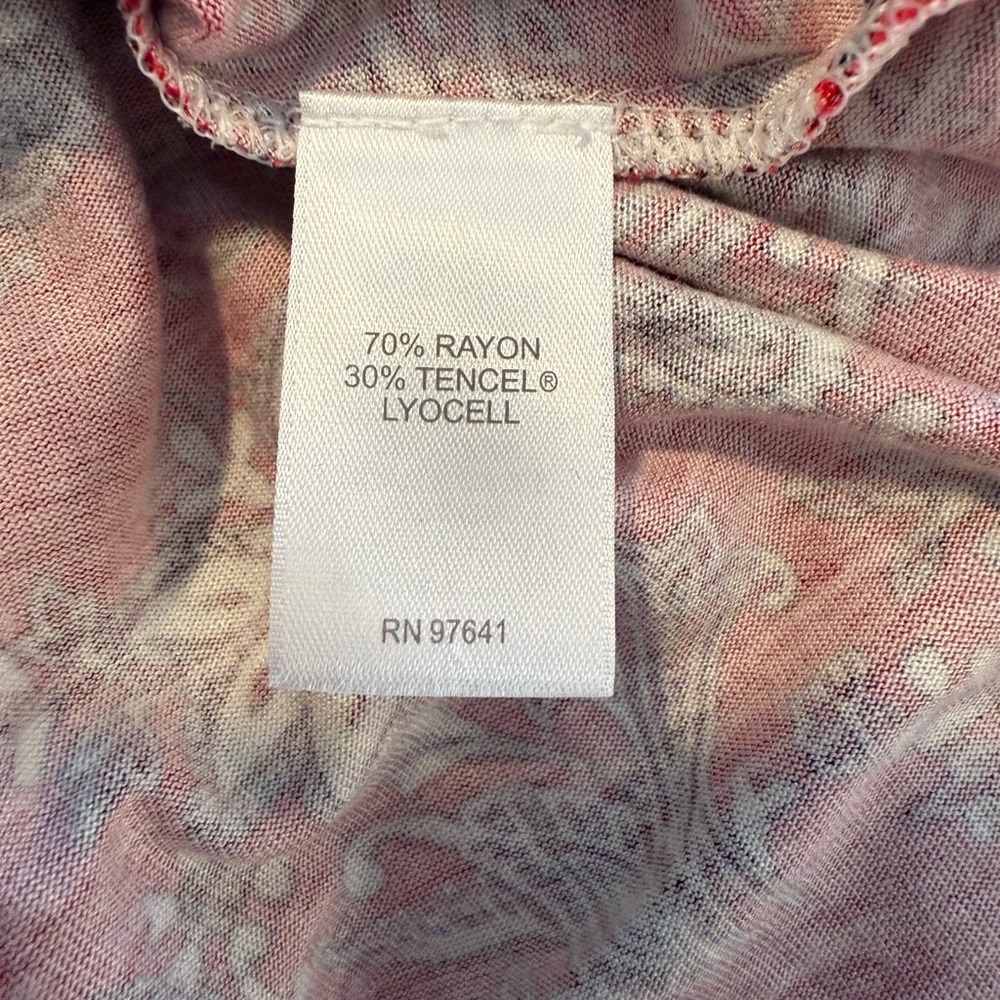 70% RAYON
30% TENCEL®
LYOCELL
RN 97641